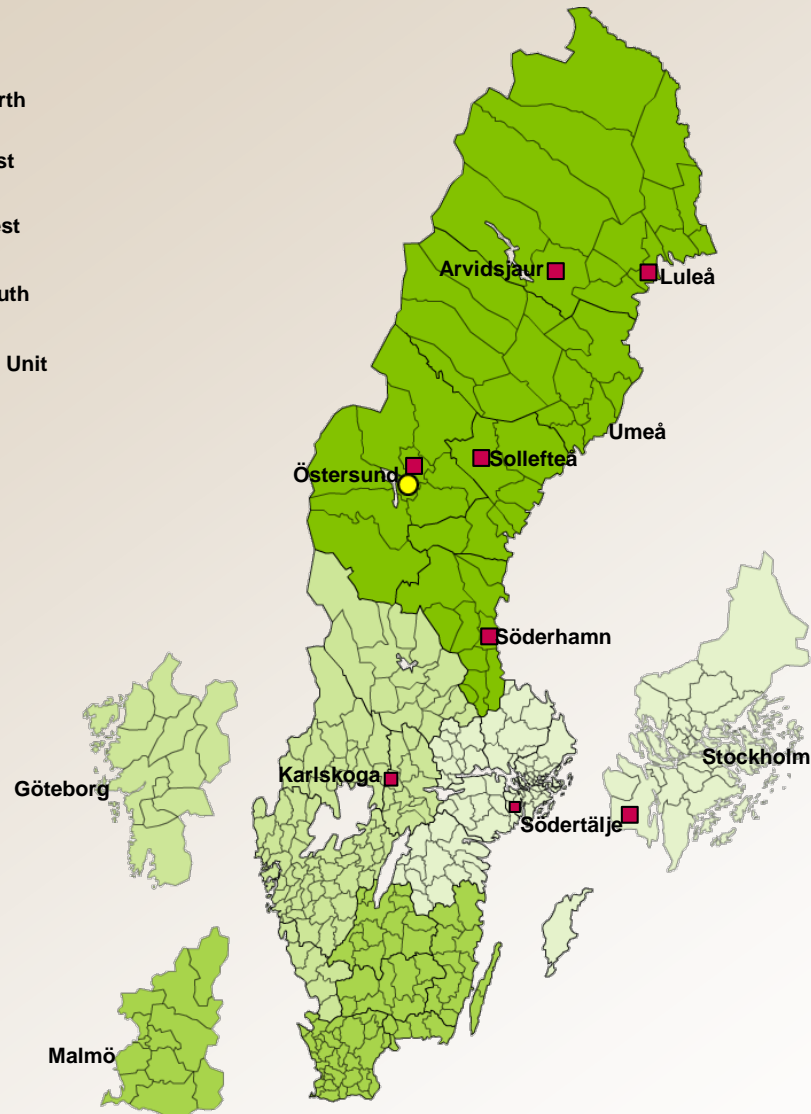 rth
st
est
uth
Unit
Arvidsjaur
Luleå
Umeå
Sollefteå
Östersund
Söderhamn
Stockholm
Karlskoga
Göteborg
Södertälje
Malmö